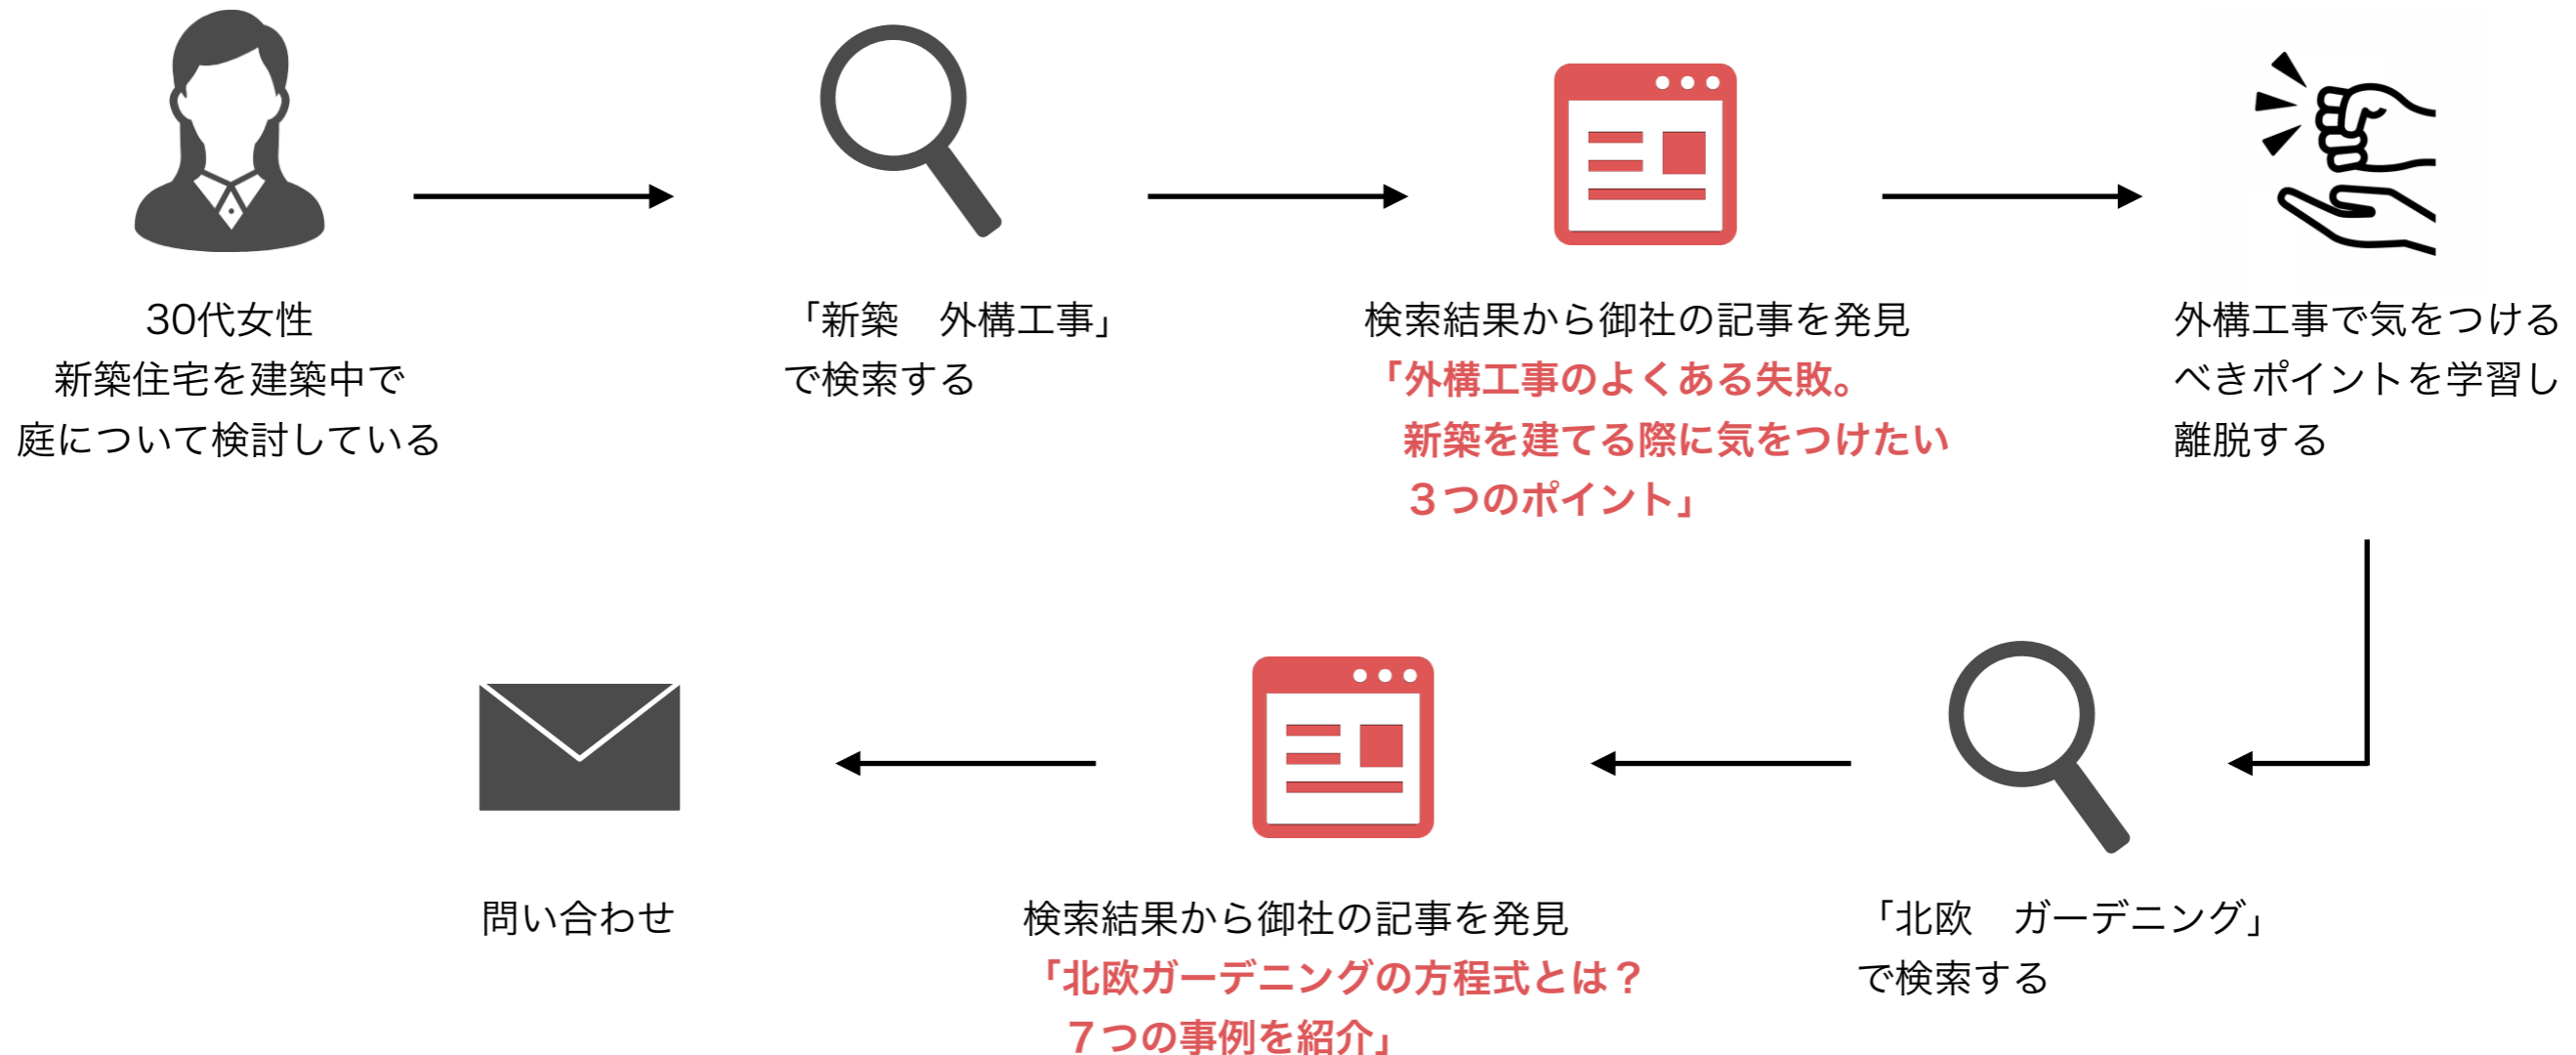 30代女性
新築住宅を建築中で
庭について検討している
「新築　外構工事」
で検索する
検索結果から御社の記事を発見
「外構工事のよくある失敗。
新築を建てる際に気をつけたい
３つのポイント」
外構工事で気をつける
べきポイントを学習し
離脱する
「北欧　ガーデニング」
で検索する
検索結果から御社の記事を発見
「北欧ガーデニングの方程式とは？
７つの事例を紹介」
問い合わせ